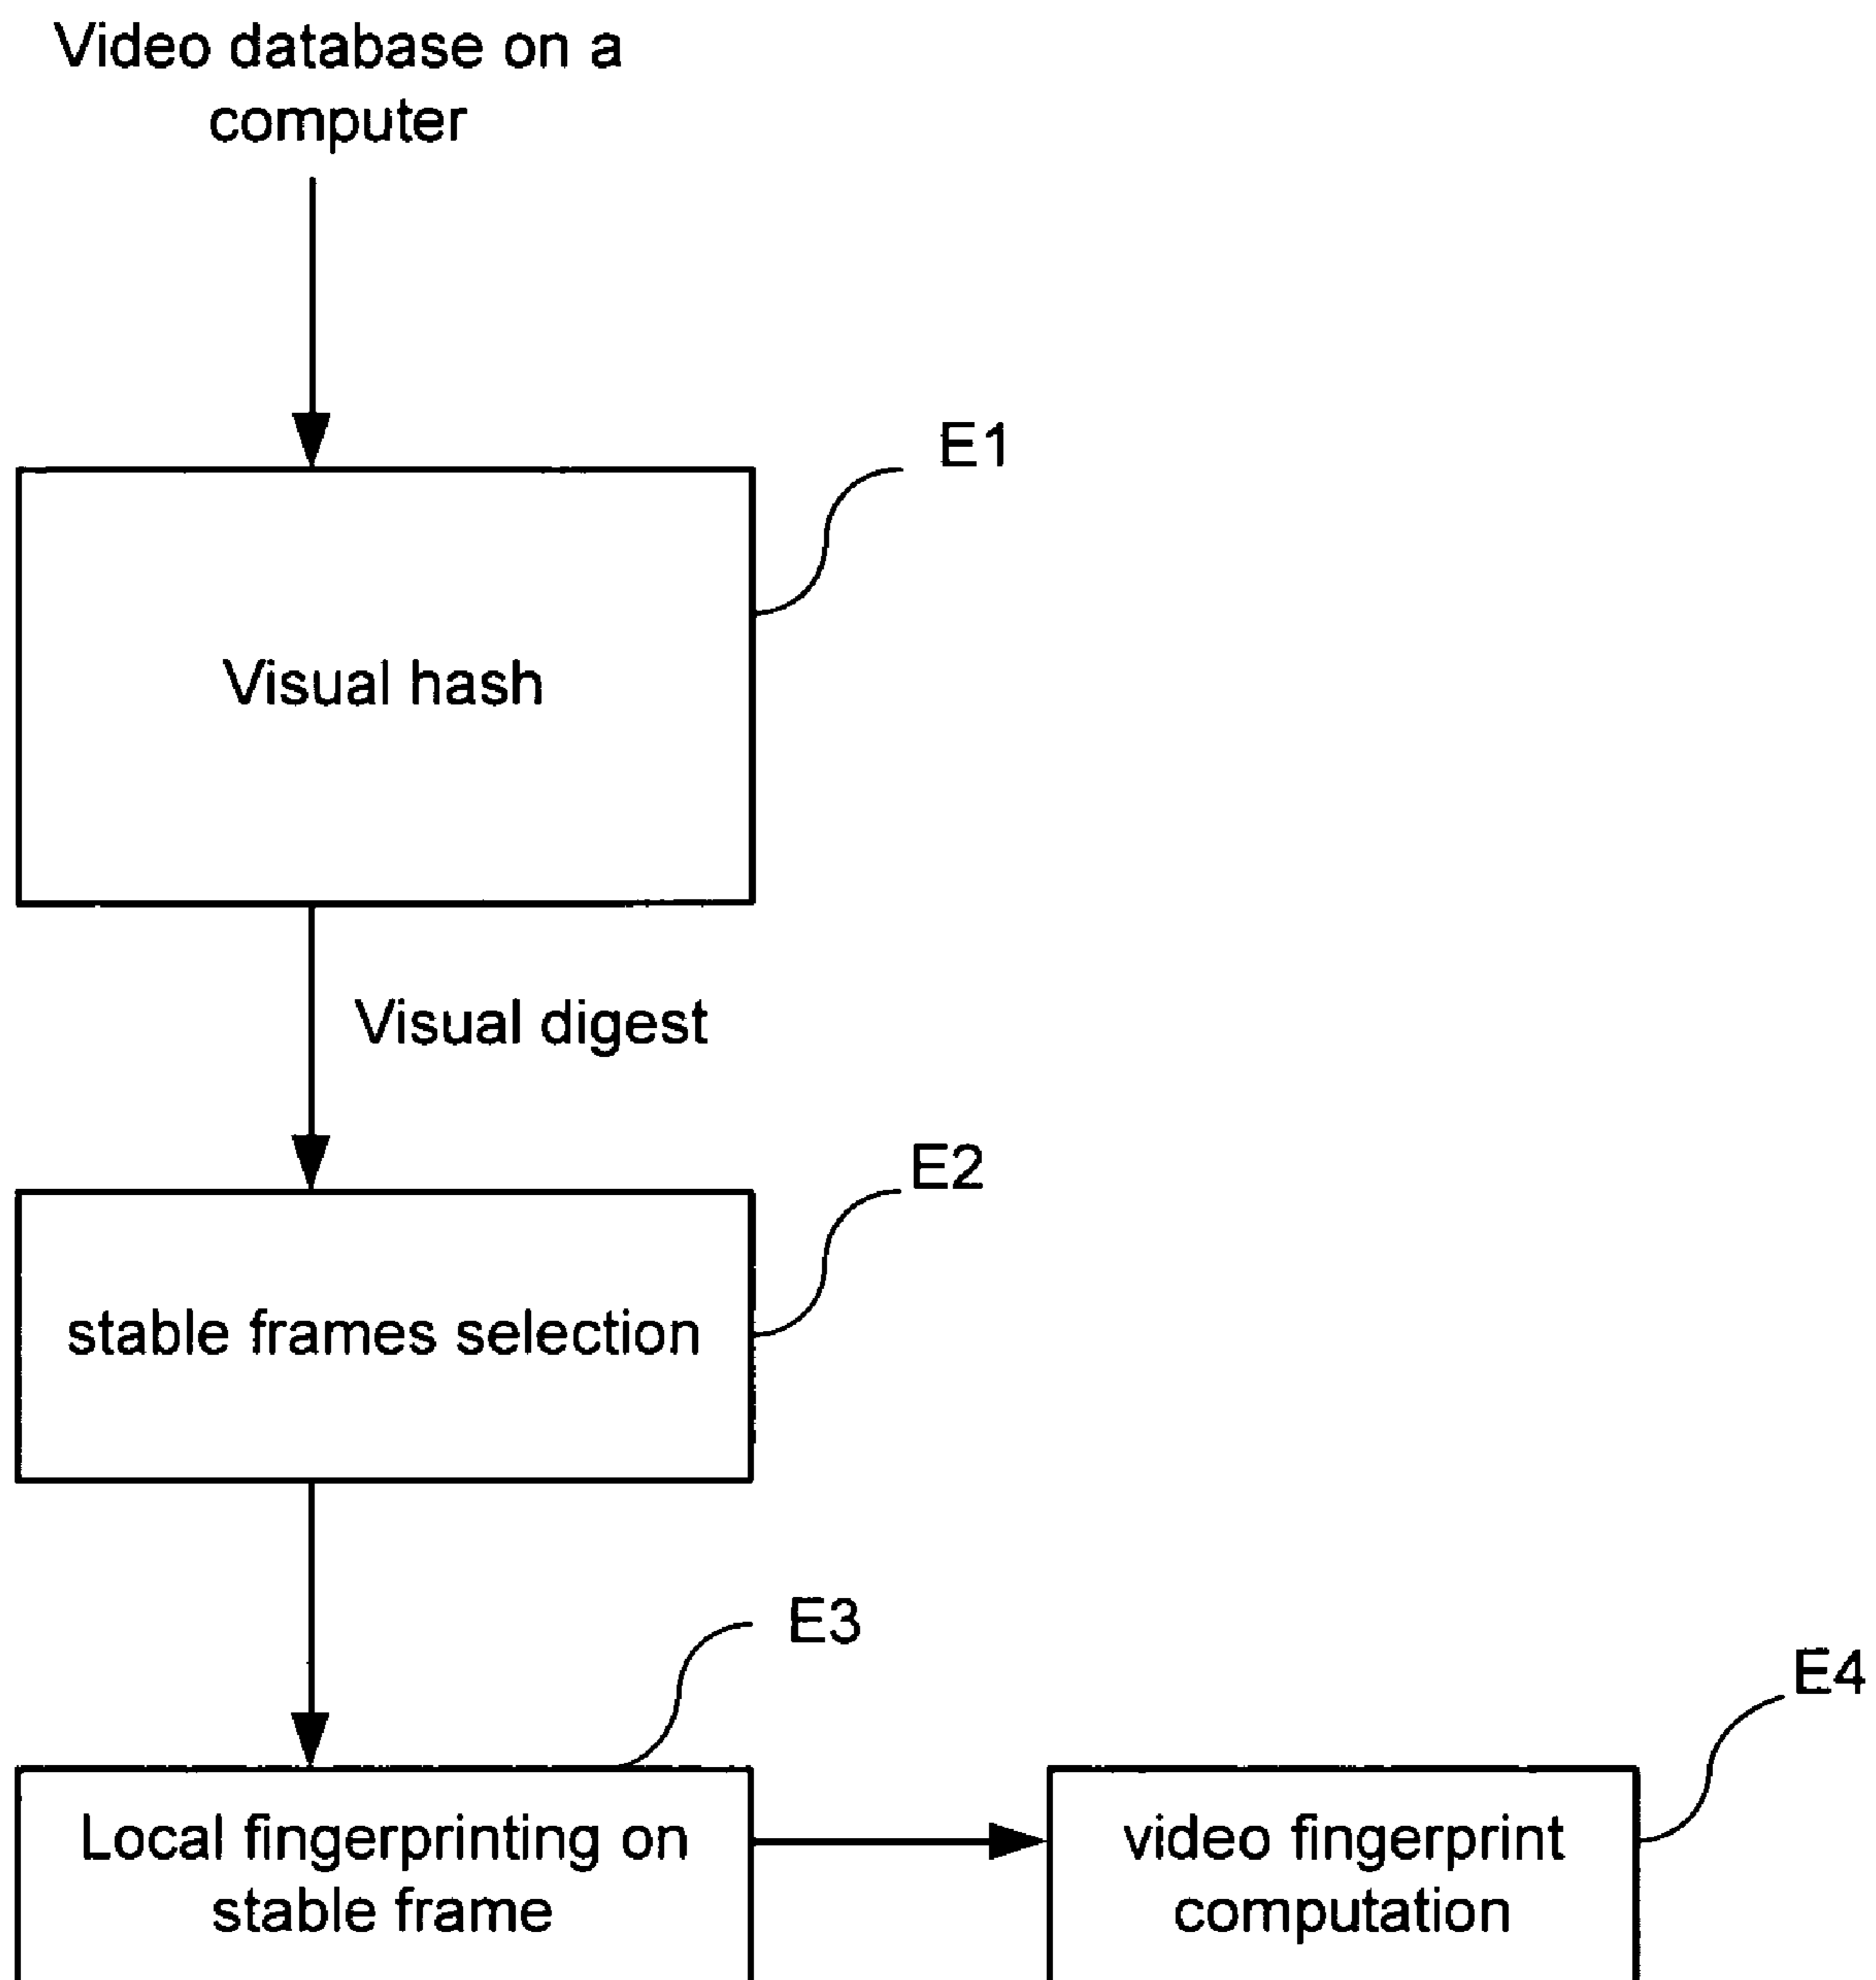 Video database on a
computer
E1
Visual hash
Visual digest
E2
stable frames selection
E3
E4
Local fingerprinting on
stable frame
video fingerprint
computation